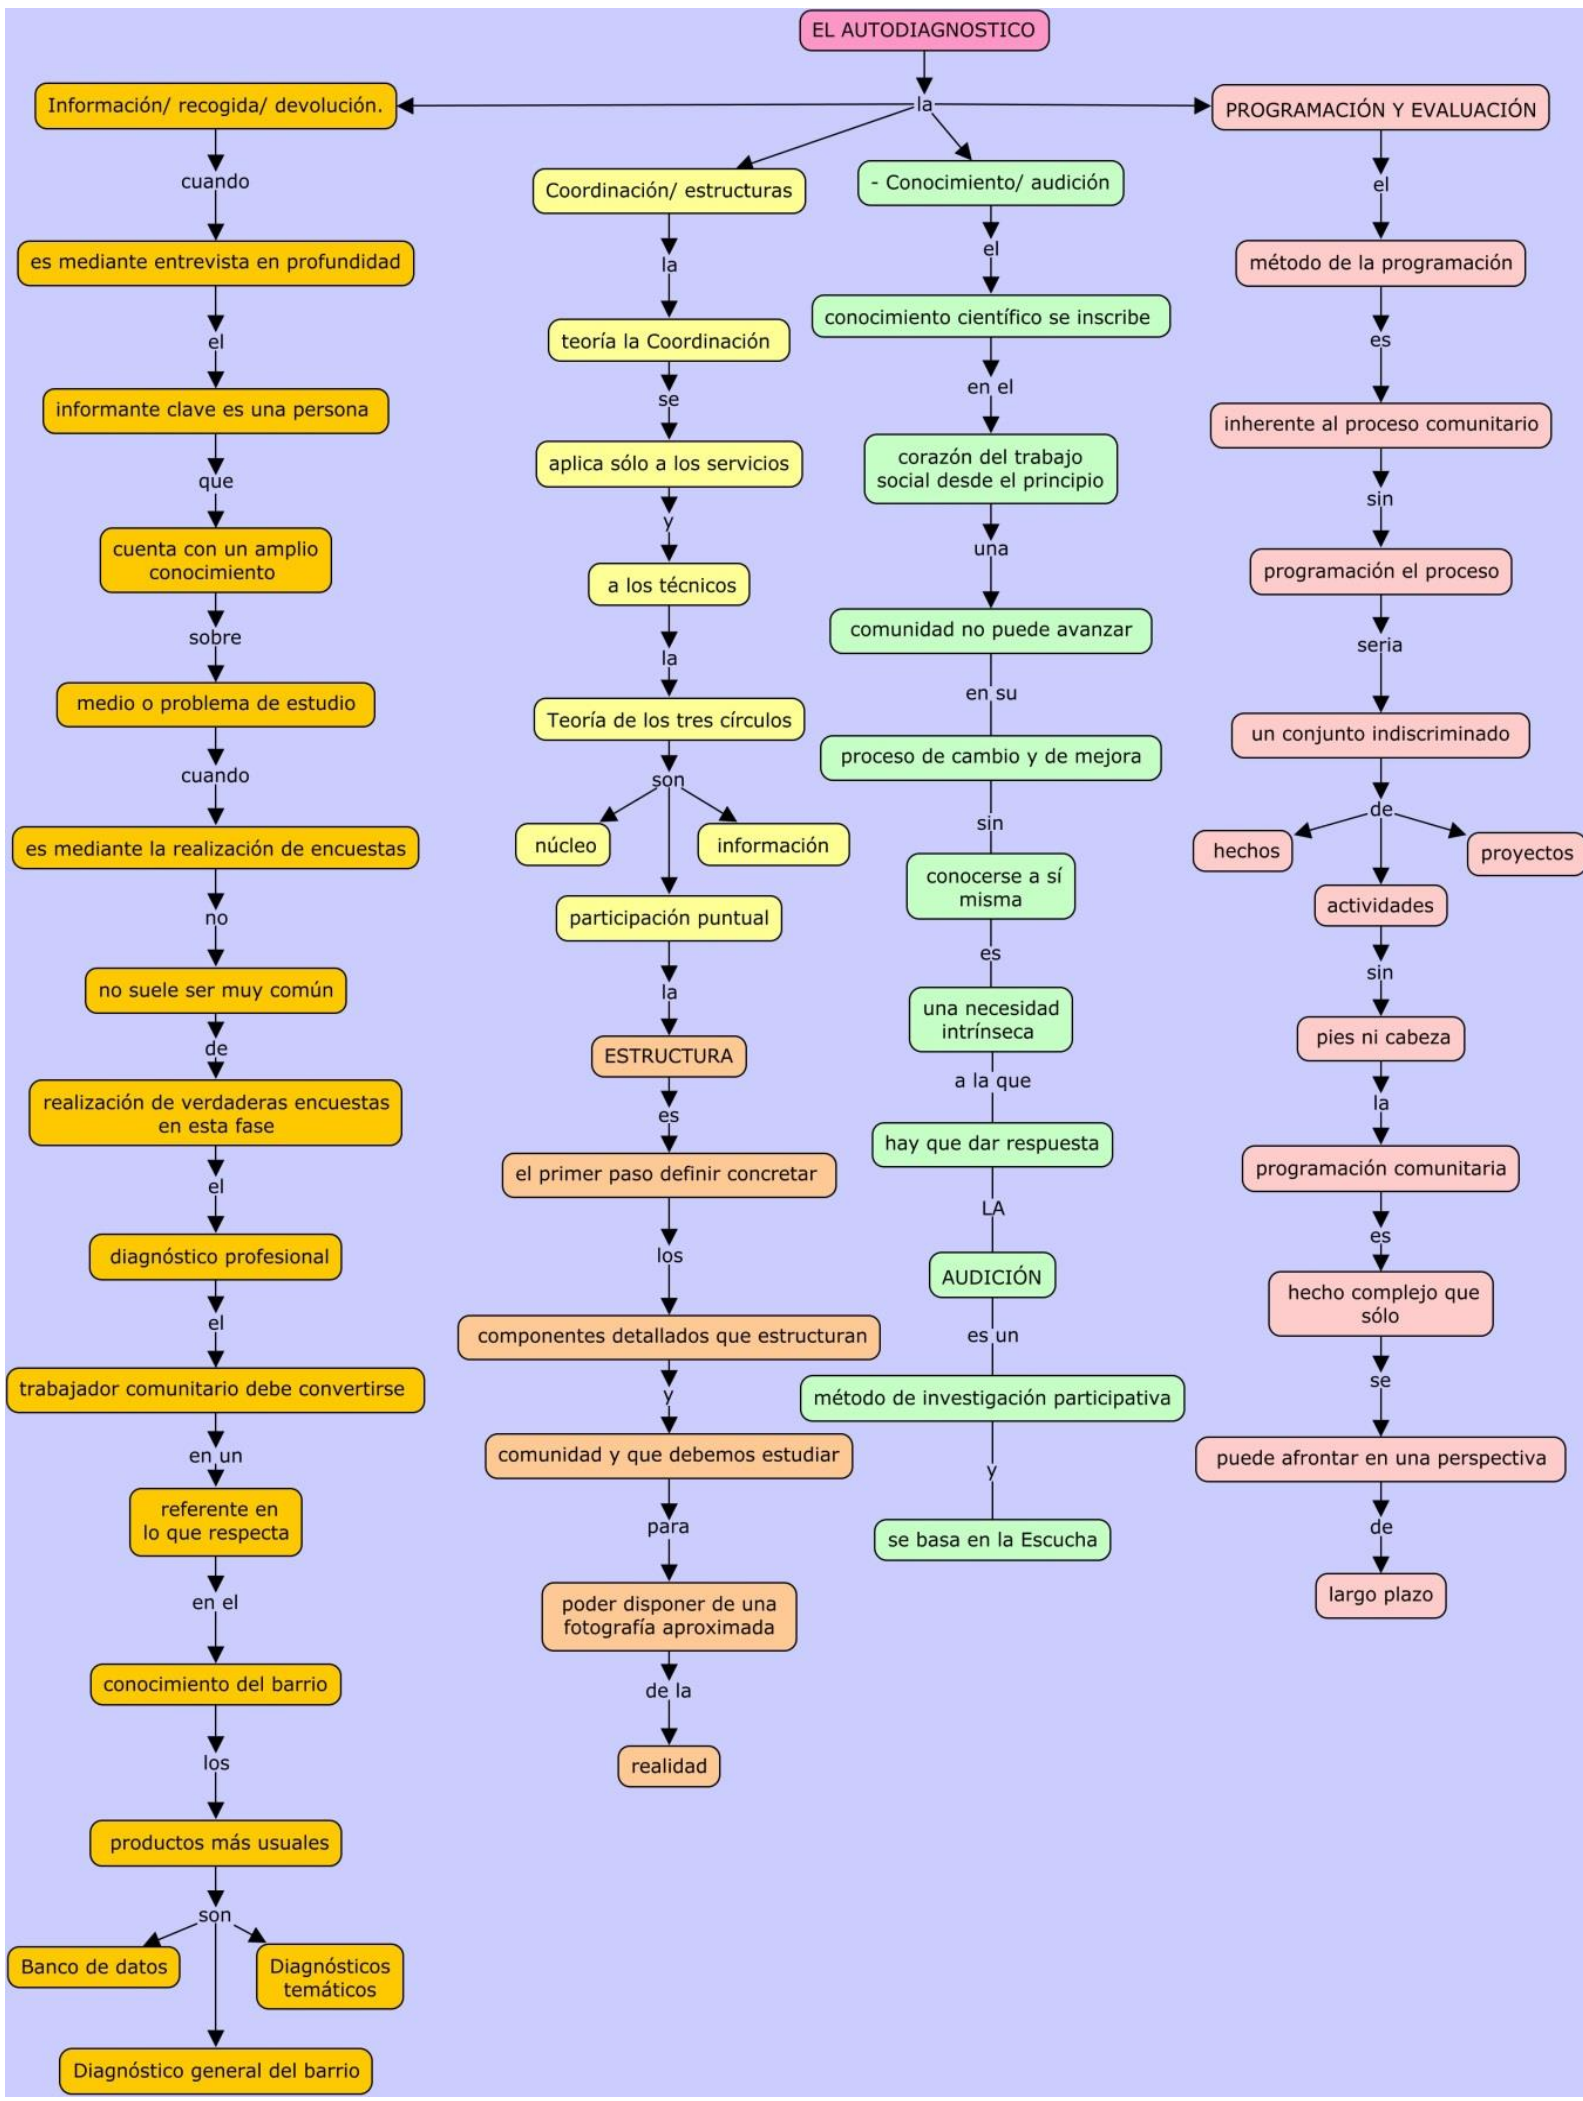 EL AUTODIAGNOSTICO
la
Información/ recogida/ devolución.
cuando
es mediante entrevista en profundidad
el
informante clave es una persona
que
cuenta con un amplio
conocimiento
sobre
medio o problema de estudio
cuando
es mediante la realización de encuestas
no
no suele ser muy común
de
realización de verdaderas encuestas
en esta fase
el
diagnóstico profesional
el
trabajador comunitario debe convertirse
en un
referente en
lo que respecta
en el
conocimiento del barrio
los
productos más usuales
son
Banco de datos
Diagnósticos
temáticos
Diagnóstico general del barrio
Coordinación/ estructuras
la
teoría la Coordinación
se
aplica sólo a los servicios
y
a los técnicos
la
Teoría de los tres círculos
son
núcleo
información
participación puntual
la
ESTRUCTURA
es
el primer paso definir concretar
los
componentes detallados que estructuran
y
comunidad y que debemos estudiar
para
poder disponer de una
fotografía aproximada
de la
realidad
- Conocimiento/ audición
el
conocimiento científico se inscribe
en el
corazón del trabajo
social desde el principio
una
comunidad no puede avanzar
en su
proceso de cambio y de mejora
sin
conocerse a sí
misma
es
una necesidad
intrínseca
a la que
hay que dar respuesta
LA
AUDICIÓN
es un
método de investigación participativa
y
se basa en la Escucha
PROGRAMACIÓN Y EVALUACIÓN
el
método de la programación
es
inherente al proceso comunitario
sin
programación el proceso
seria
un conjunto indiscriminado
de
hechos
proyectos
actividades
sin
pies ni cabeza
la
programación comunitaria
es
hecho complejo que
sólo
se
puede afrontar en una perspectiva
de
largo plazo